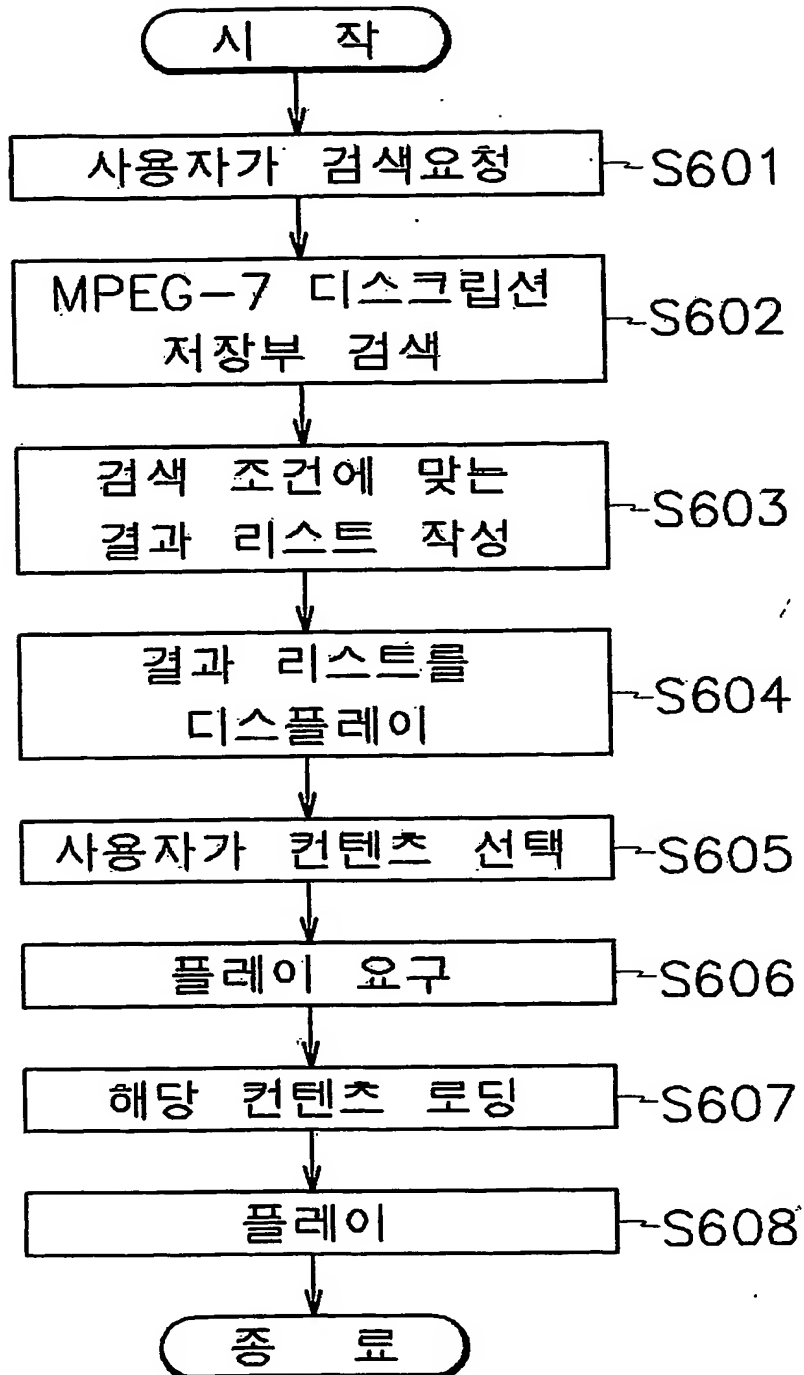 시 작
사용자가 검색요청
S601
MPEG-7 디스크립션
저장부 검색
S602
검색 조건에 맞는
결과 리스트 작성
S603
결과 리스트를
디스플레이
S604
사용자가 컨텐츠 선택
S605
플레이 요구
S606
해당 컨텐츠 로딩
S607
플레이
S608
종 료